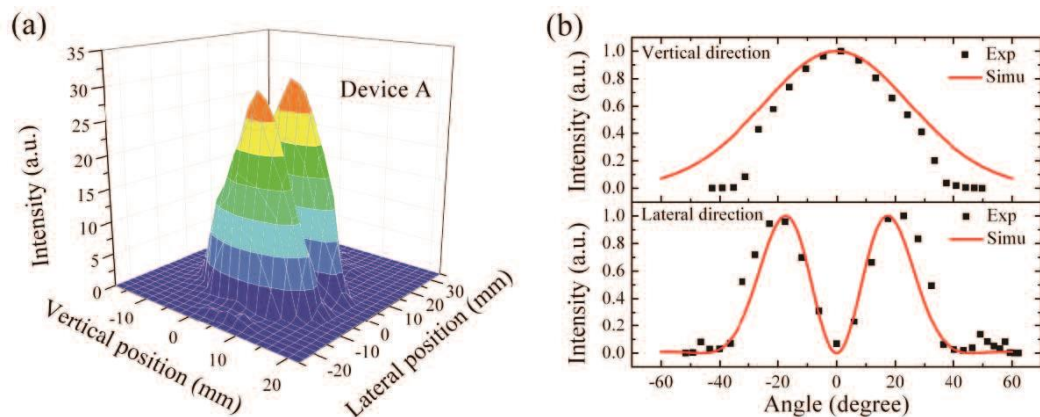 (a)
Device A
Intensity (a.u.)
35
30
25
20
15
10
5
0
Vertical position (mm)
-10
0
10
20
Lateral position (mm)
-20
-10
0
10
20
30
(b)
Vertical direction
Exp
Simu
Intensity (a.u.)
1.0
0.8
0.6
0.4
0.2
0.0
Lateral direction
Exp
Simu
Intensity (a.u.)
1.0
0.8
0.6
0.4
0.2
0.0
-60 -40 -20 0 20 40 60
Angle (degree)